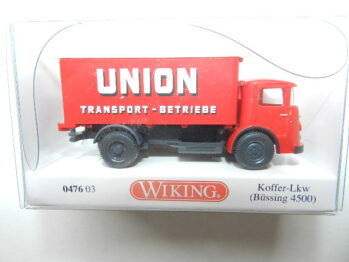 UNION
TRANSPORT-BETRIEBE
0476 03
WIKING
Koffer-Lkw
(Büssing 4500)